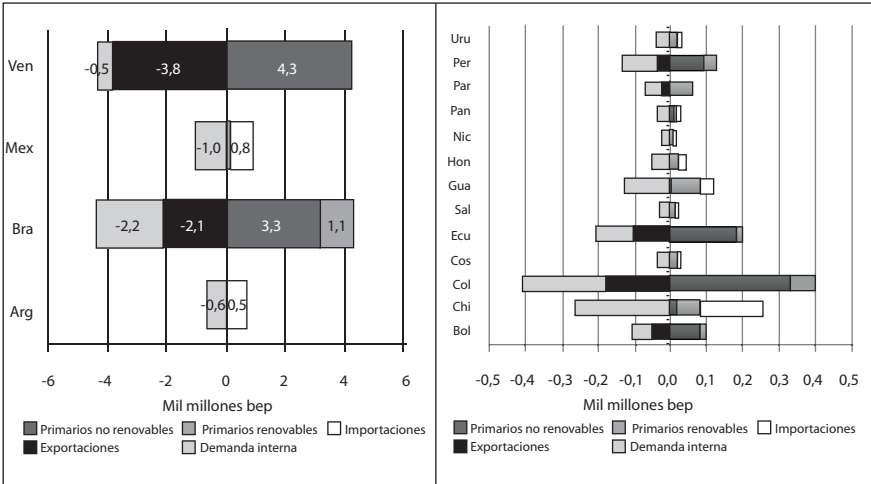 Ven
-0,5
-3,8
4,3
Mex
-1,0
0,8
Bra
-2,2
-2,1
3,3
1,1
Arg
-0,6
0,5
-6 -4 -2 0 2 4 6
Mil millones bep
Primarios no renovables Primarios renovables Importaciones
Exportaciones Demanda interna
Uru
Per
Par
Pan
Nic
Hon
Gua
Sal
Ecu
Cos
Col
Chi
Bol
-0,5 -0,4 -0,3 -0,2 -0,1 0,0 0,1 0,2 0,3 0,4 0,5
Mil millones bep
Primarios no renovables Primarios renovables Importaciones
Exportaciones Demanda interna